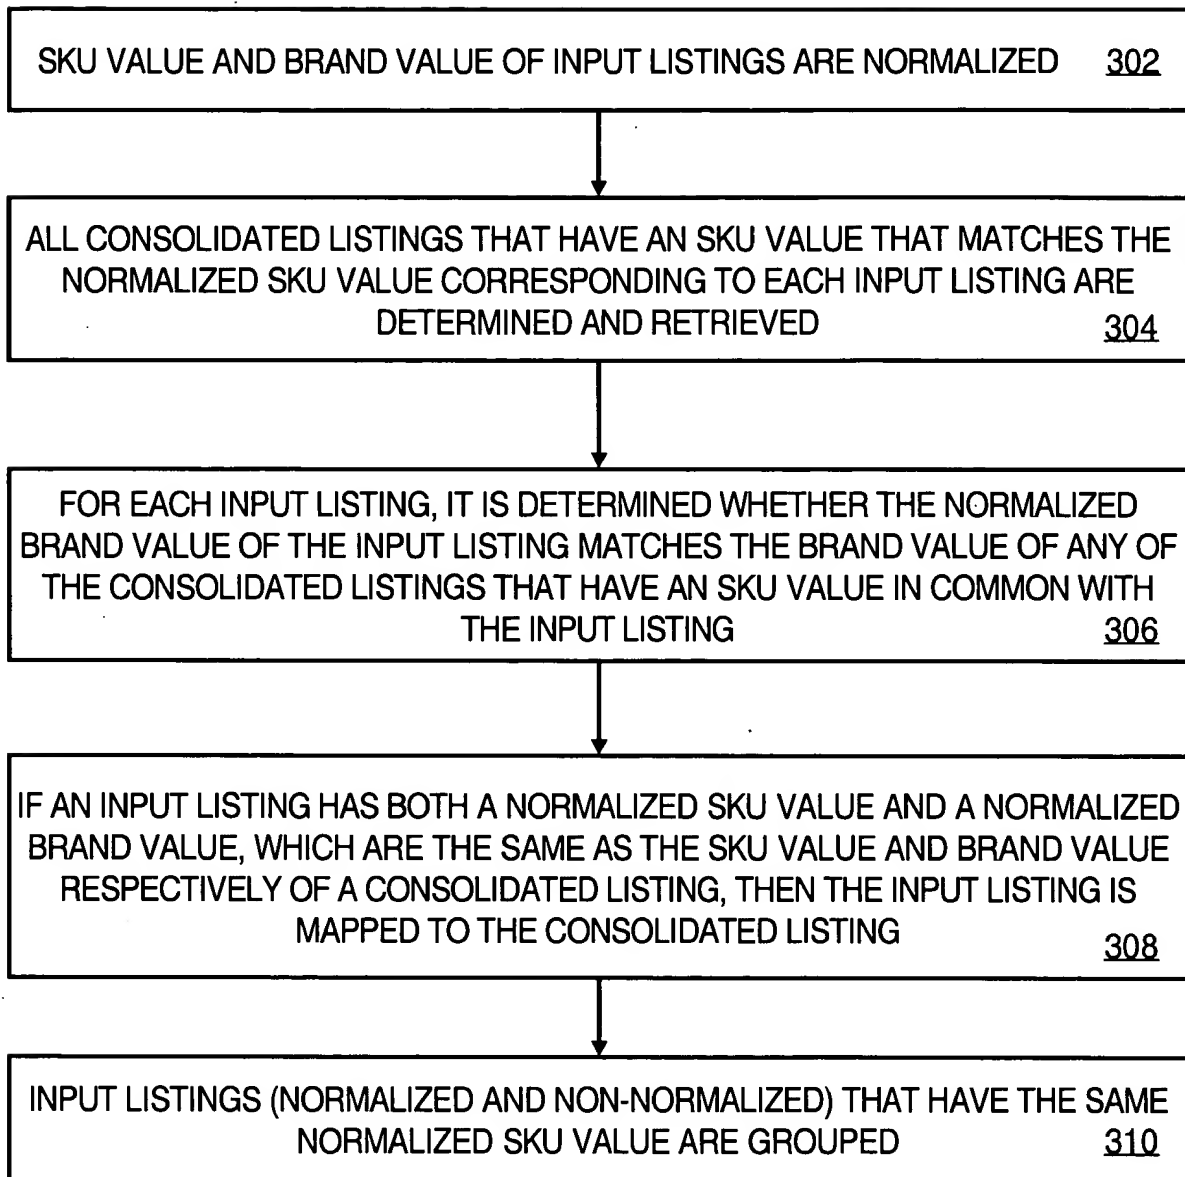 SKU VALUE AND BRAND VALUE OF INPUT LISTINGS ARE NORMALIZED 302
ALL CONSOLIDATED LISTINGS THAT HAVE AN SKU VALUE THAT MATCHES THE
NORMALIZED SKU VALUE CORRESPONDING TO EACH INPUT LISTING ARE
DETERMINED AND RETRIEVED 304
FOR EACH INPUT LISTING, IT IS DETERMINED WHETHER THE NORMALIZED
BRAND VALUE OF THE INPUT LISTING MATCHES THE BRAND VALUE OF ANY OF
THE CONSOLIDATED LISTINGS THAT HAVE AN SKU VALUE IN COMMON WITH
THE INPUT LISTING 306
IF AN INPUT LISTING HAS BOTH A NORMALIZED SKU VALUE AND A NORMALIZED
BRAND VALUE, WHICH ARE THE SAME AS THE SKU VALUE AND BRAND VALUE
RESPECTIVELY OF A CONSOLIDATED LISTING, THEN THE INPUT LISTING IS
MAPPED TO THE CONSOLIDATED LISTING 308
INPUT LISTINGS (NORMALIZED AND NON-NORMALIZED) THAT HAVE THE SAME
NORMALIZED SKU VALUE ARE GROUPED 310